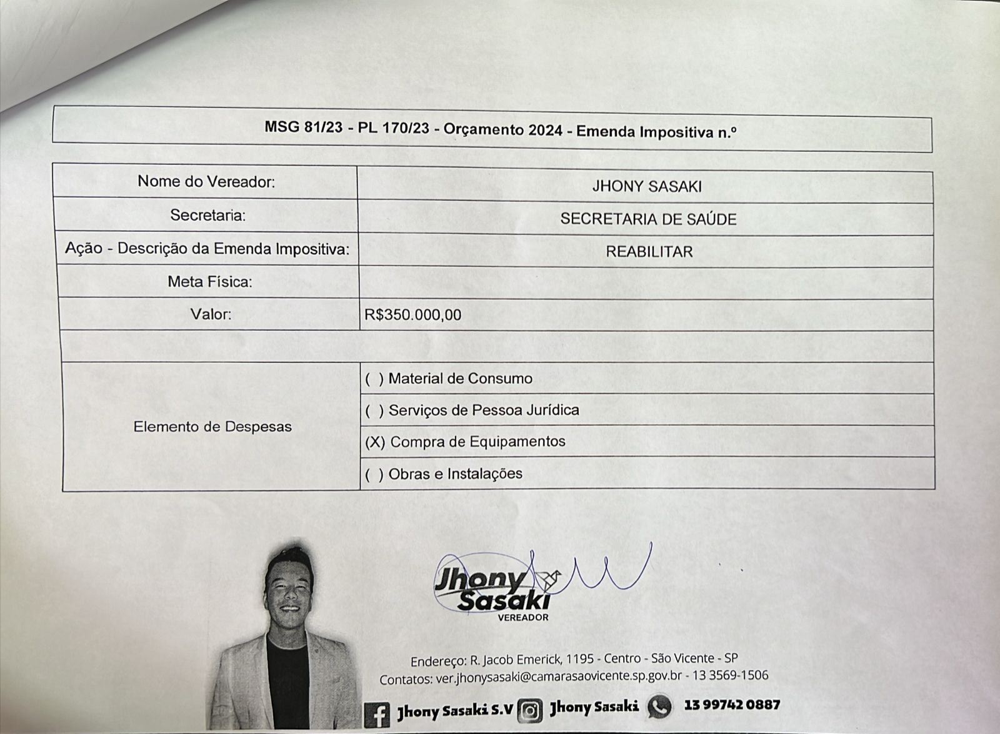 MSG 81/23 - PL 170/23 - Orçamento 2024 - Emenda Impositiva n.º
Nome do Vereador: JHONY SASAKI
Secretaria: SECRETARIA DE SAÚDE
Ação - Descrição da Emenda Impositiva: REABILITAR
Meta Física:
Valor: R$350.000,00
Elemento de Despesas
( ) Material de Consumo
( ) Serviços de Pessoa Jurídica
(X) Compra de Equipamentos
( ) Obras e Instalações
Jhony
Sasaki
VEREADOR
Endereço: R. Jacob Emerick, 1195 - Centro - São Vicente - SP
Contatos: ver.jhonysasaki@camarasaovicente.sp.gov.br - 13 3569-1506
Jhony Sasaki S.V Jhony Sasaki 13 99742 0887